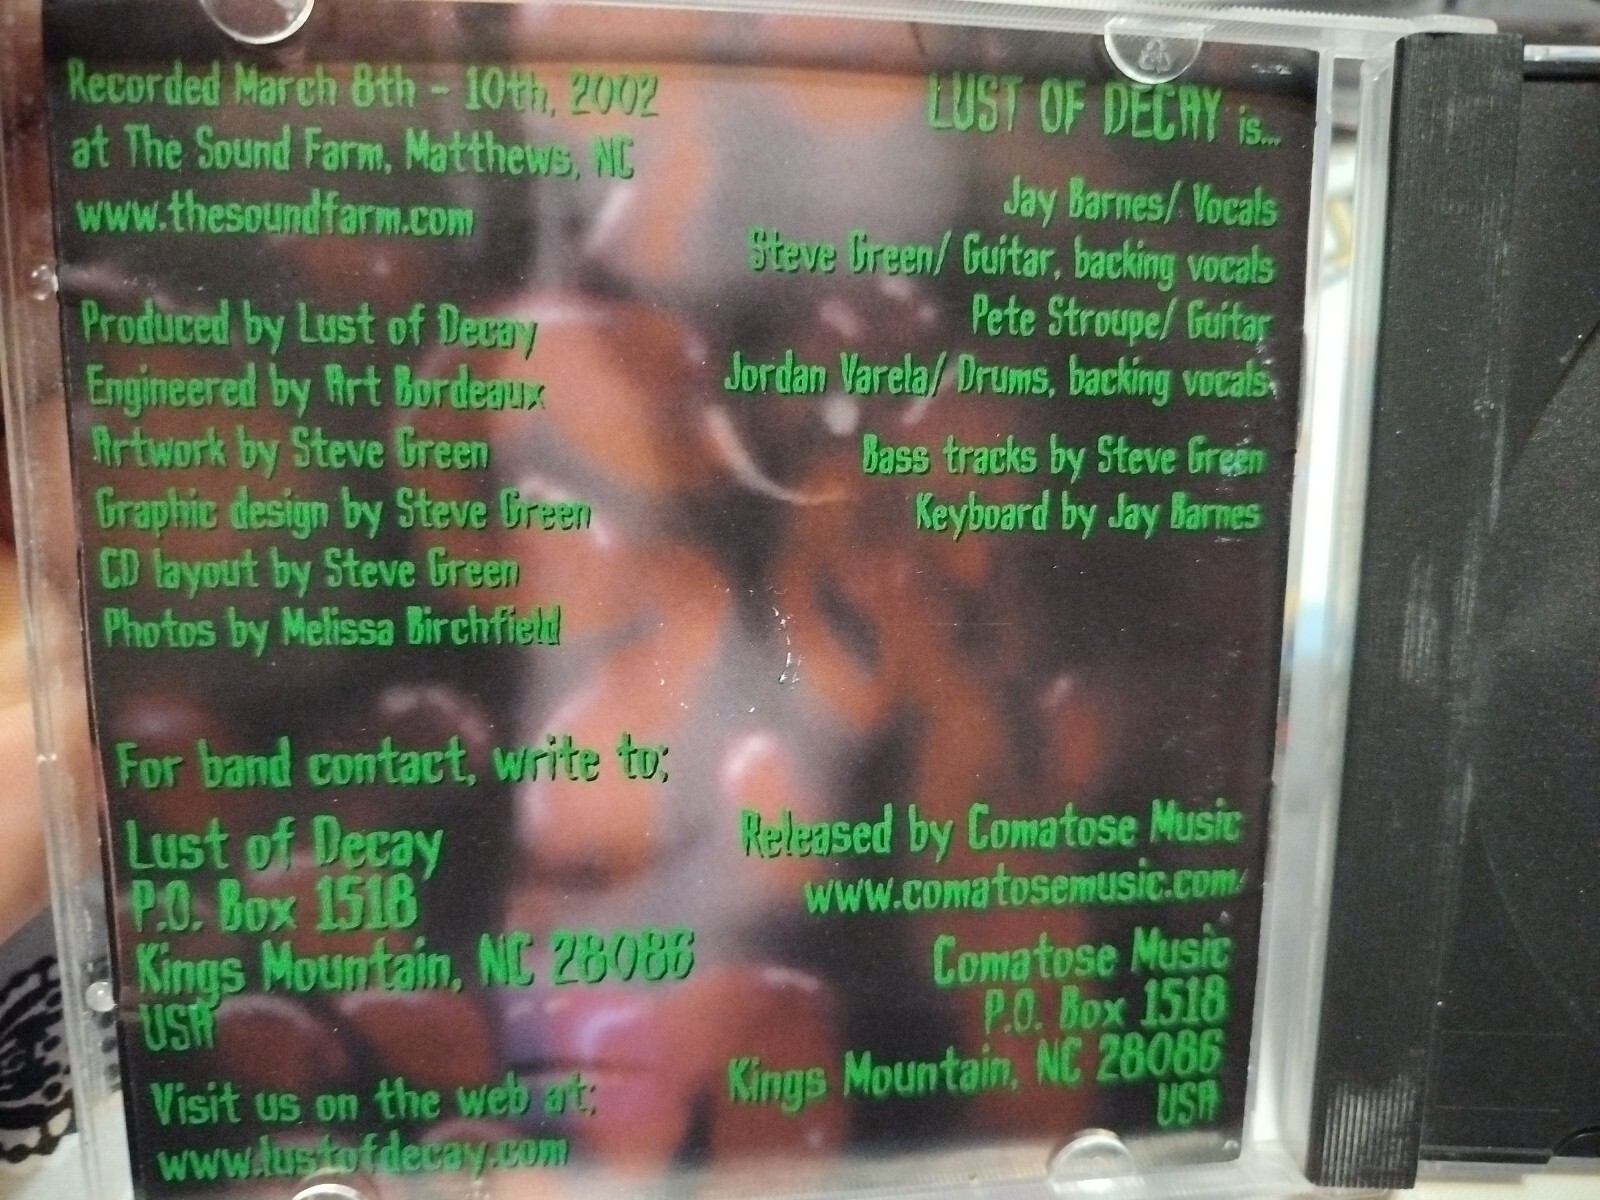 Recorded March 8th - 10th, 2002
at The Sound Farm, Matthews, NC
www.thesoundfarm.com
Produced by Lust of Decay
Engineered by Art Bordeaux
Artwork by Steve Green
Graphic design by Steve Green
CD layout by Steve Green
Photos by Melissa Birchfield
For band contact, write to;
Lust of Decay
P.O. Box 1518
Kings Mountain, NC 28086
USA
Visit us on the web at;
www.lustofdecay.com
LUST OF DECAY is...
Jay Barnes/ Vocals
Steve Green/ Guitar, backing vocals
Pete Stroupe/ Guitar
Jordan Varela/ Drums, backing vocals
Bass tracks by Steve Green
Keyboard by Jay Barnes
Released by Comatose Music
www.comatosemusic.com
Comatose Music
P.O. Box 1518
Kings Mountain, NC 28086
USA